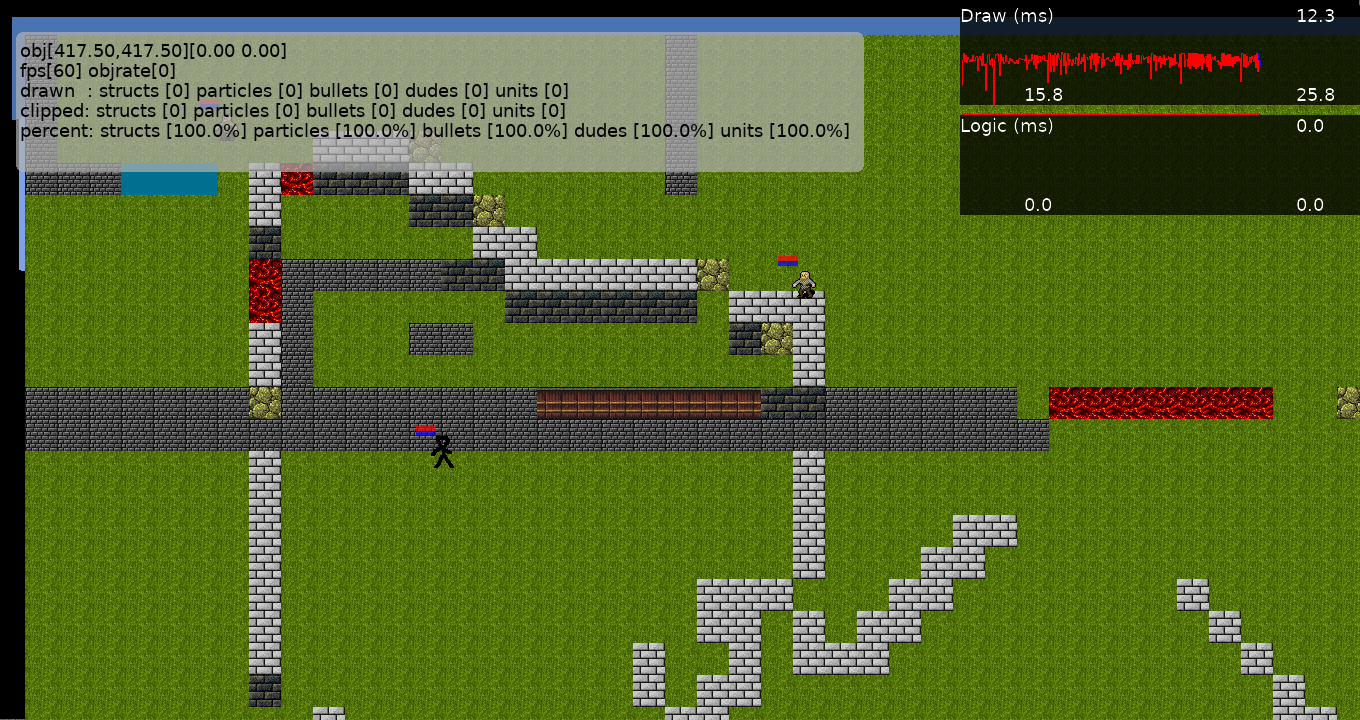 obj[417.50,417.50][0.00 0.00]
fps[60] objrate[0]
drawn  : structs [0] particles [0] bullets [0] dudes [0] units [0]
clipped: structs [0] particles [0] bullets [0] dudes [0] units [0]
percent: structs [100.0%] particles [100.0%] bullets [100.0%] dudes [100.0%] units [100.0%]
Draw (ms) 12.3
15.8 25.8
Logic (ms) 0.0
0.0 0.0